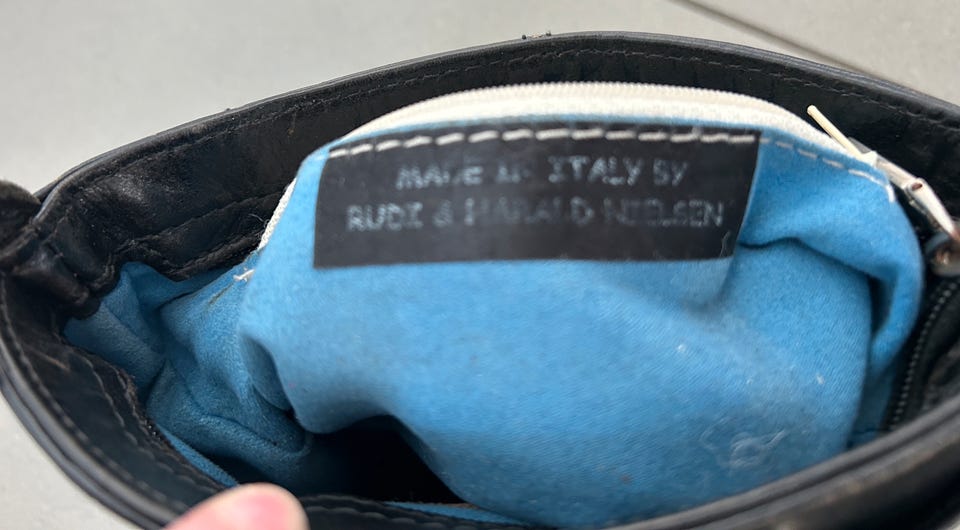 MADE IN ITALY BY
RUDI & HARALD NIELSEN